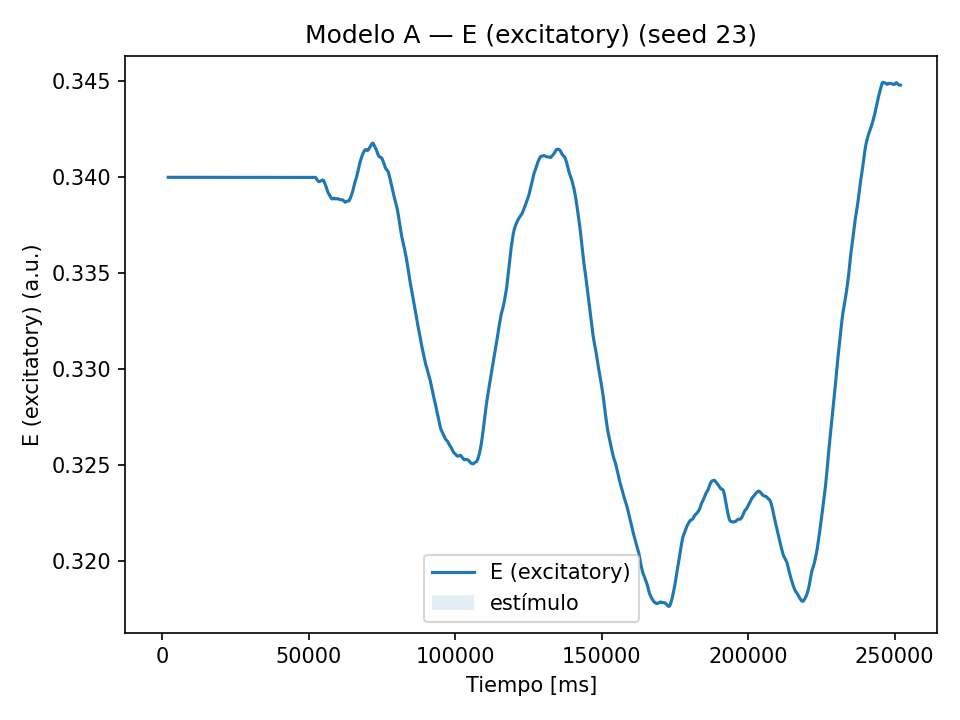 Modelo A — E (excitatory) (seed 23)
E (excitatory) (a.u.)
0.345
0.340
0.335
0.330
0.325
0.320
E (excitatory)
estímulo
0 50000 100000 150000 200000 250000
Tiempo [ms]